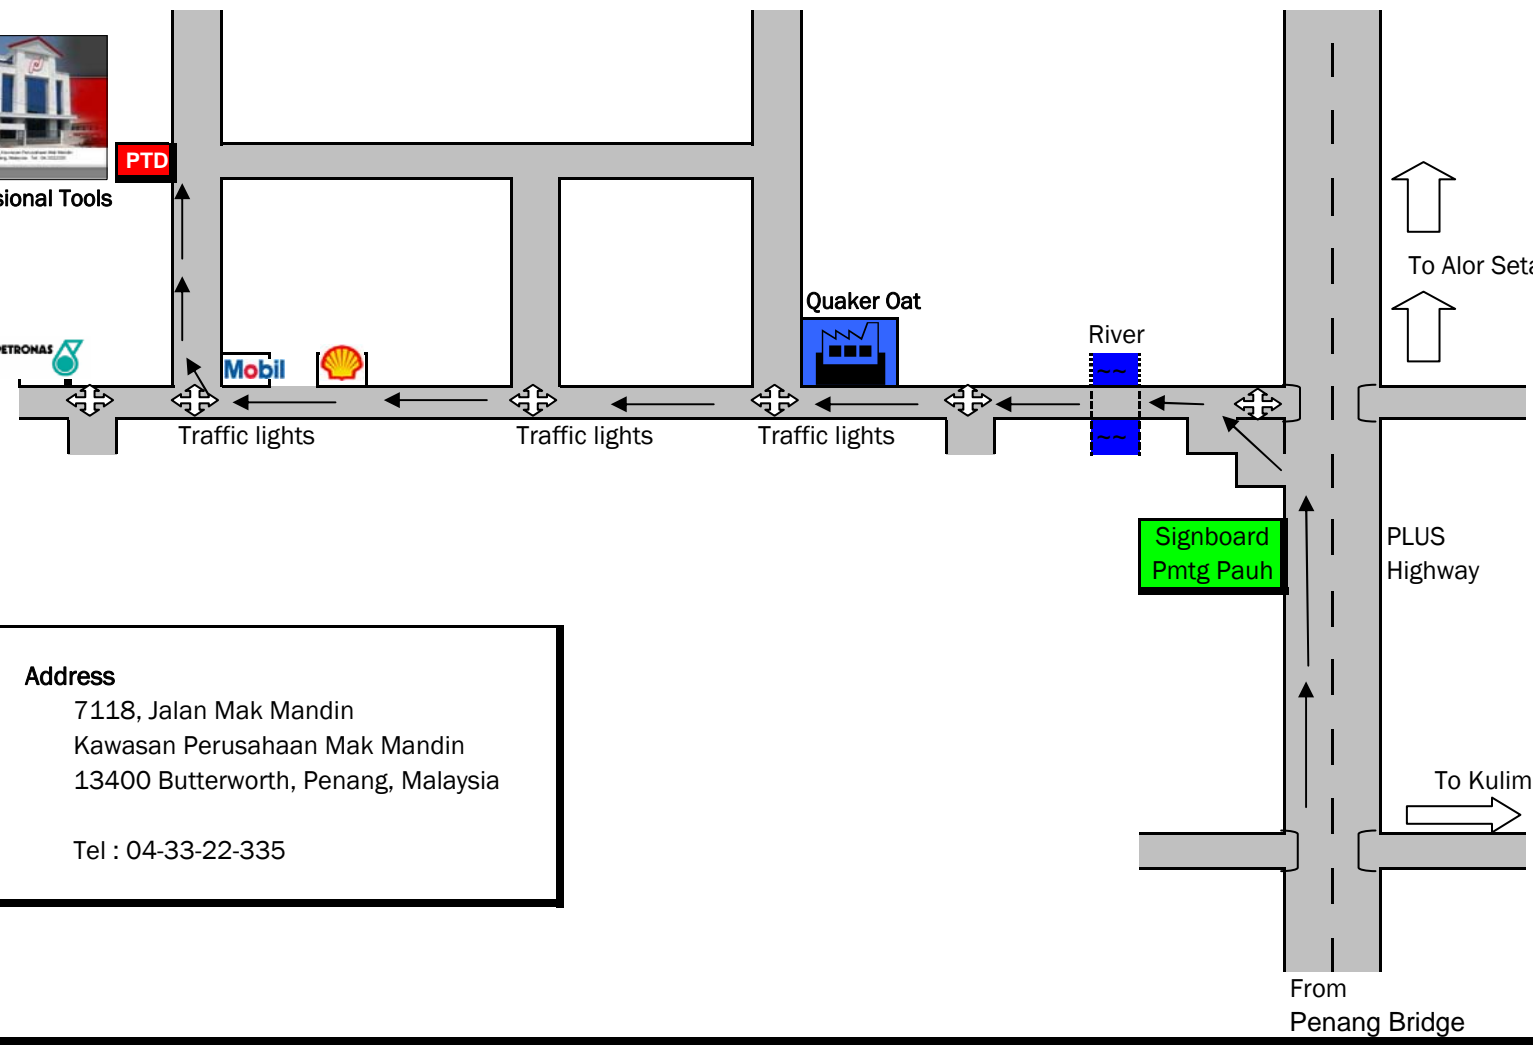 PTD
sional Tools
To Alor Seta
Quaker Oat
River
ETRONAS
Mobil
~~
~~
Traffic lights
Traffic lights
Traffic lights
Signboard
Pmtg Pauh
PLUS
Highway
Address
7118, Jalan Mak Mandin
Kawasan Perusahaan Mak Mandin
13400 Butterworth, Penang, Malaysia
Tel : 04-33-22-335
To Kulim
From
Penang Bridge